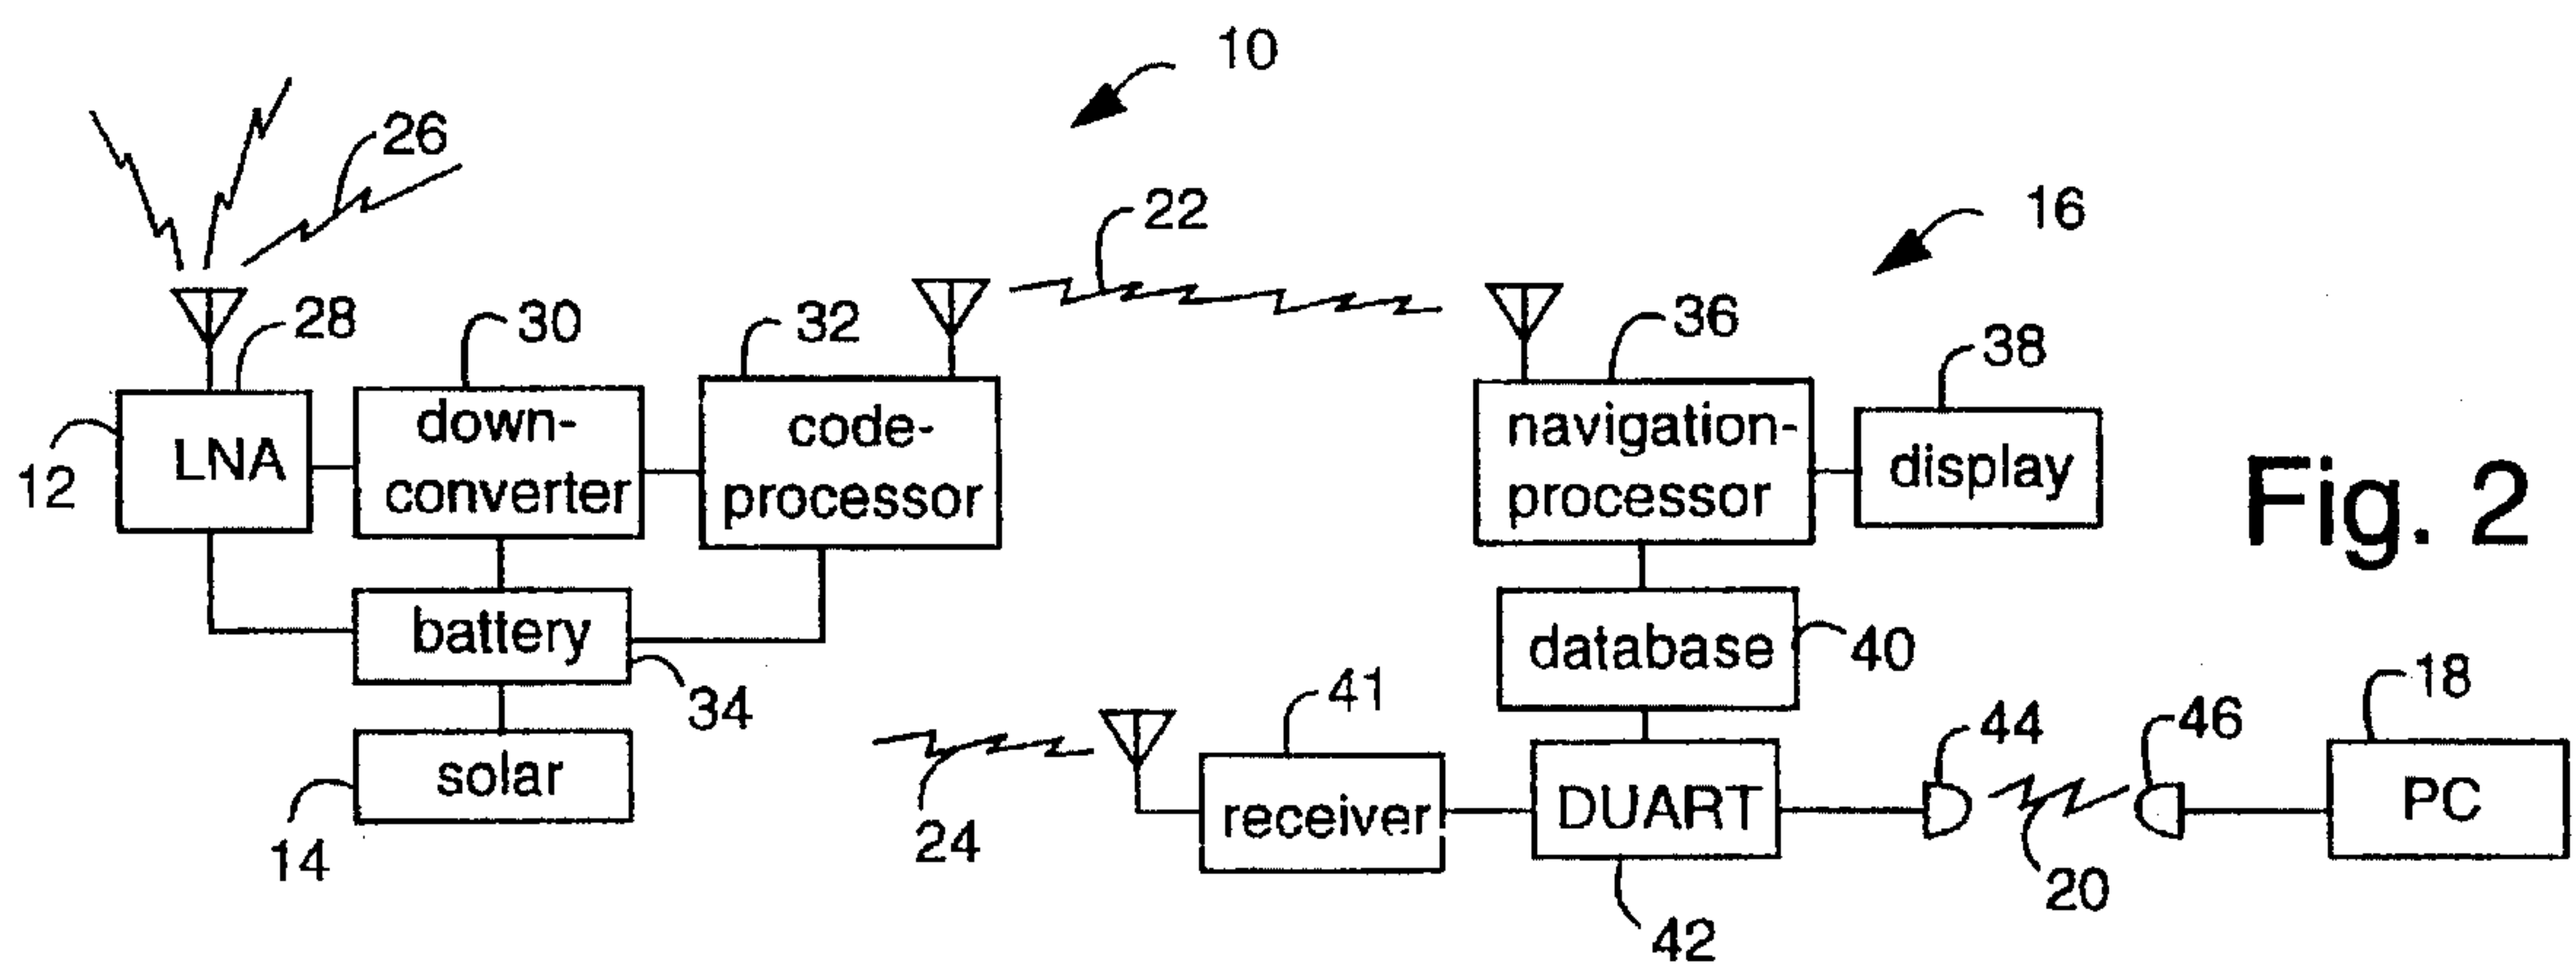 10
26
22
16
28
30
32
36
38
12
LNA
down-
converter
code-
processor
navigation-
processor
display
Fig. 2
battery
34
database
40
solar
14
24
41
receiver
DUART
42
44
20
46
18
PC